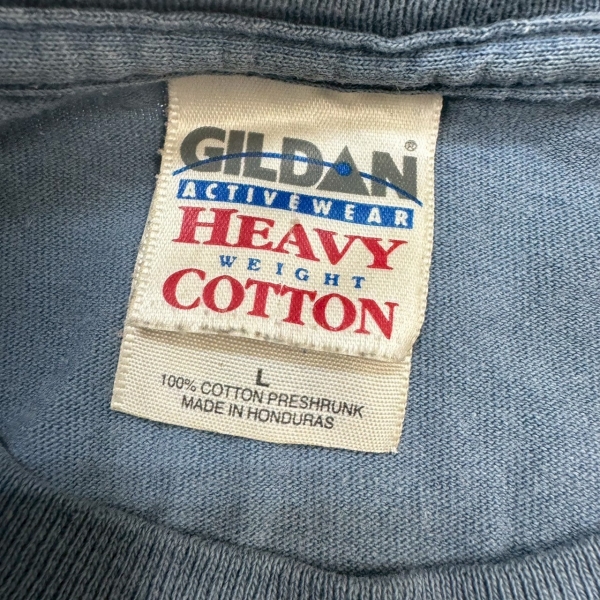 GILDAN®
ACTIVEWEAR
HEAVY
WEIGHT
COTTON
L
100% COTTON PRESHRUNK
MADE IN HONDURAS